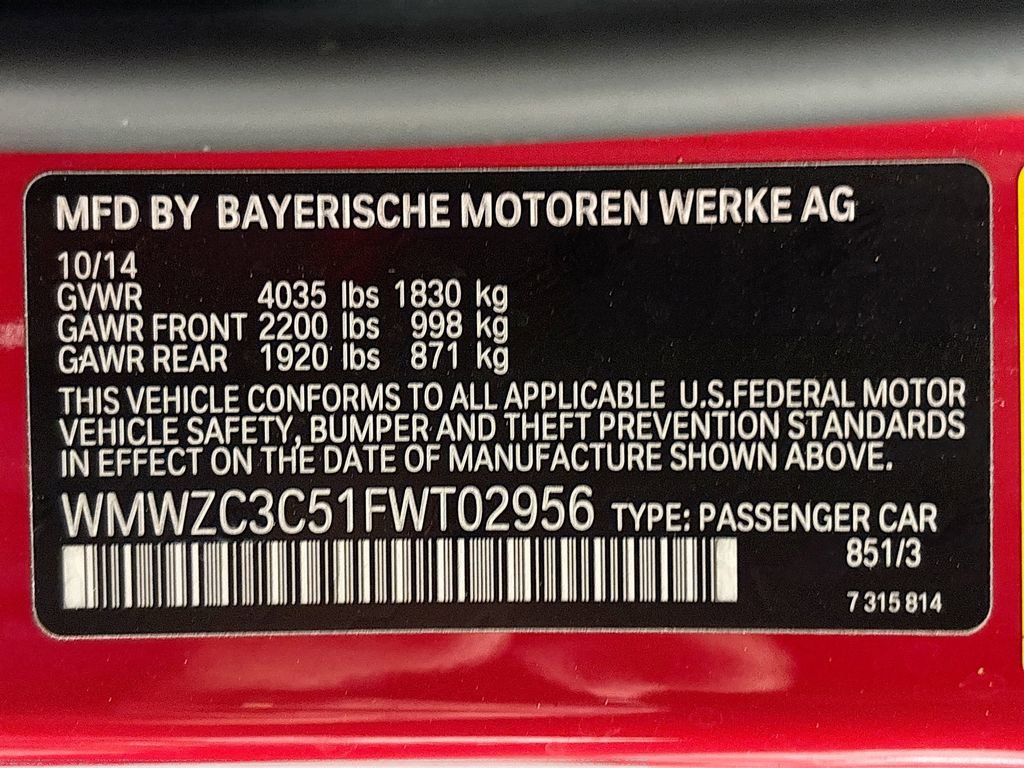 MFD BY BAYERISCHE MOTOREN WERKE AG
10/14
GVWR 4035 lbs 1830 kg
GAWR FRONT 2200 lbs 998 kg
GAWR REAR 1920 lbs 871 kg
THIS VEHICLE CONFORMS TO ALL APPLICABLE U.S.FEDERAL MOTOR
VEHICLE SAFETY, BUMPER AND THEFT PREVENTION STANDARDS
IN EFFECT ON THE DATE OF MANUFACTURE SHOWN ABOVE.
WMWZC3C51FWT02956 TYPE: PASSENGER CAR
851/3
7 315 814